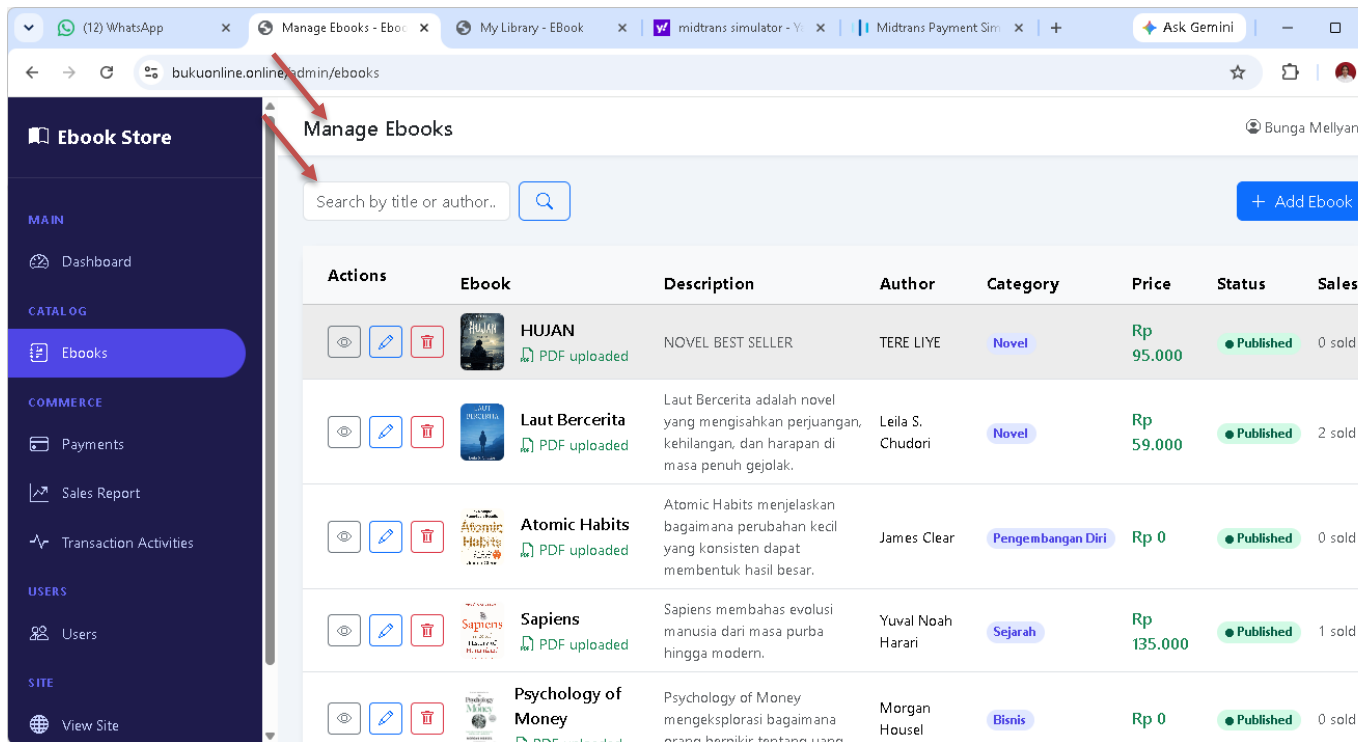 (12) WhatsApp
Manage Ebooks - Eboo
My Library - EBook
midtrans simulator - Y
Midtrans Payment Sim
Ask Gemini
bukuonline.online/admin/ebooks
Ebook Store
MAIN
Dashboard
CATALOG
Ebooks
COMMERCE
Payments
Sales Report
Transaction Activities
USERS
Users
SITE
View Site
Manage Ebooks
Bunga Mellyan
Search by title or author..
+ Add Ebook
Actions Ebook Description Author Category Price Status Sales
HUJAN
PDF uploaded
NOVEL BEST SELLER
TERE LIYE
Novel
Rp
95.000
Published
0 sold
Laut Bercerita
PDF uploaded
Laut Bercerita adalah novel
yang mengisahkan perjuangan,
kehilangan, dan harapan di
masa penuh gejolak.
Leila S.
Chudori
Novel
Rp
59.000
Published
2 sold
Atomic Habits
PDF uploaded
Atomic Habits menjelaskan
bagaimana perubahan kecil
yang konsisten dapat
membentuk hasil besar.
James Clear
Pengembangan Diri
Rp 0
Published
0 sold
Sapiens
PDF uploaded
Sapiens membahas evolusi
manusia dari masa purba
hingga modern.
Yuval Noah
Harari
Sejarah
Rp
135.000
Published
1 sold
Psychology of
Money
PDF uploaded
Psychology of Money
mengeksplorasi bagaimana
orang berpikir tentang uang
Morgan
Housel
Bisnis
Rp 0
Published
0 sold